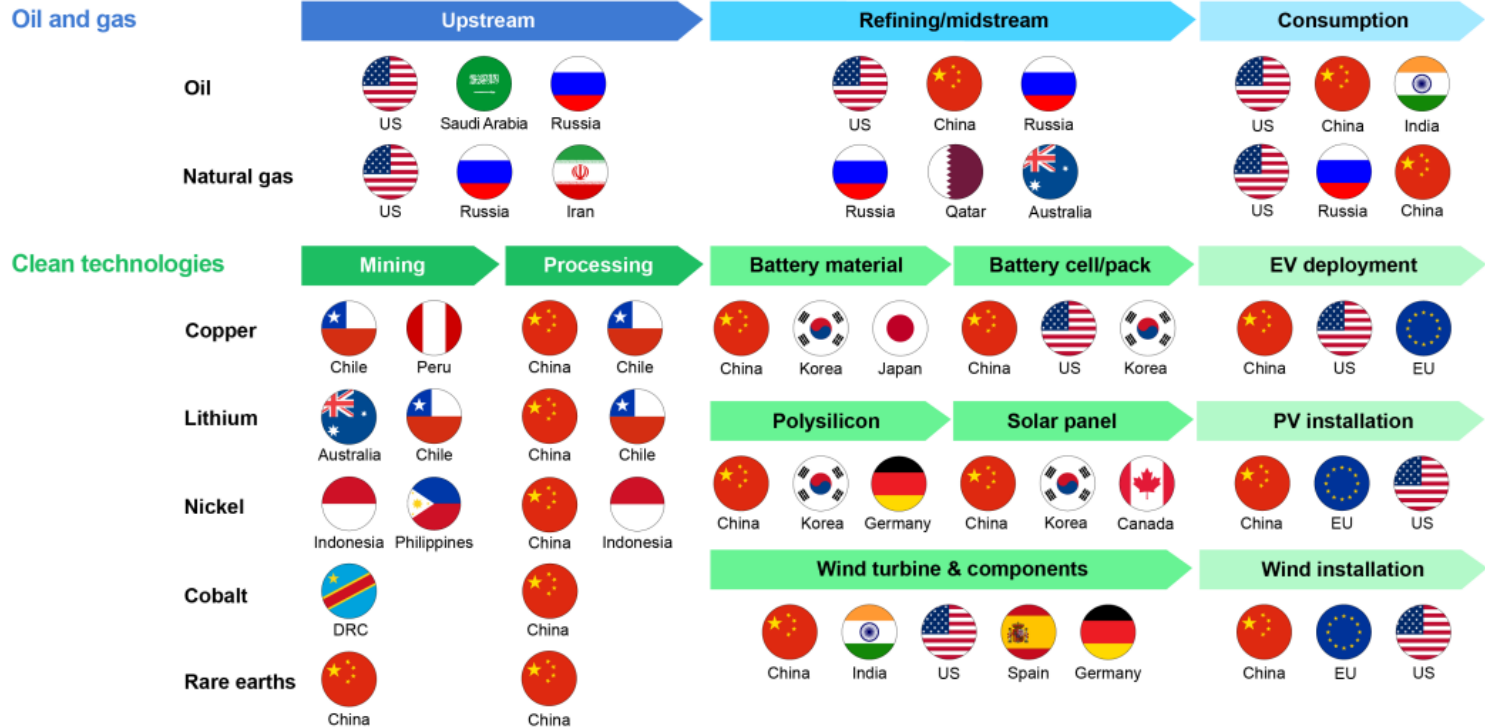 Oil and gas
Upstream
Refining/midstream
Consumption
Oil
US Saudi Arabia Russia
US China Russia
US China India
Natural gas
US Russia Iran
Russia Qatar Australia
US Russia China
Clean technologies
Mining
Processing
Battery material
Battery cell/pack
EV deployment
Copper
Chile Peru
China Chile
China Korea Japan
China US Korea
China US EU
Lithium
Australia Chile
China Chile
Polysilicon
Solar panel
PV installation
Nickel
Indonesia Philippines
China Indonesia
China Korea Germany
China Korea Canada
China EU US
Cobalt
DRC
China
Wind turbine & components
Wind installation
Rare earths
China
China
China India US Spain Germany
China EU US